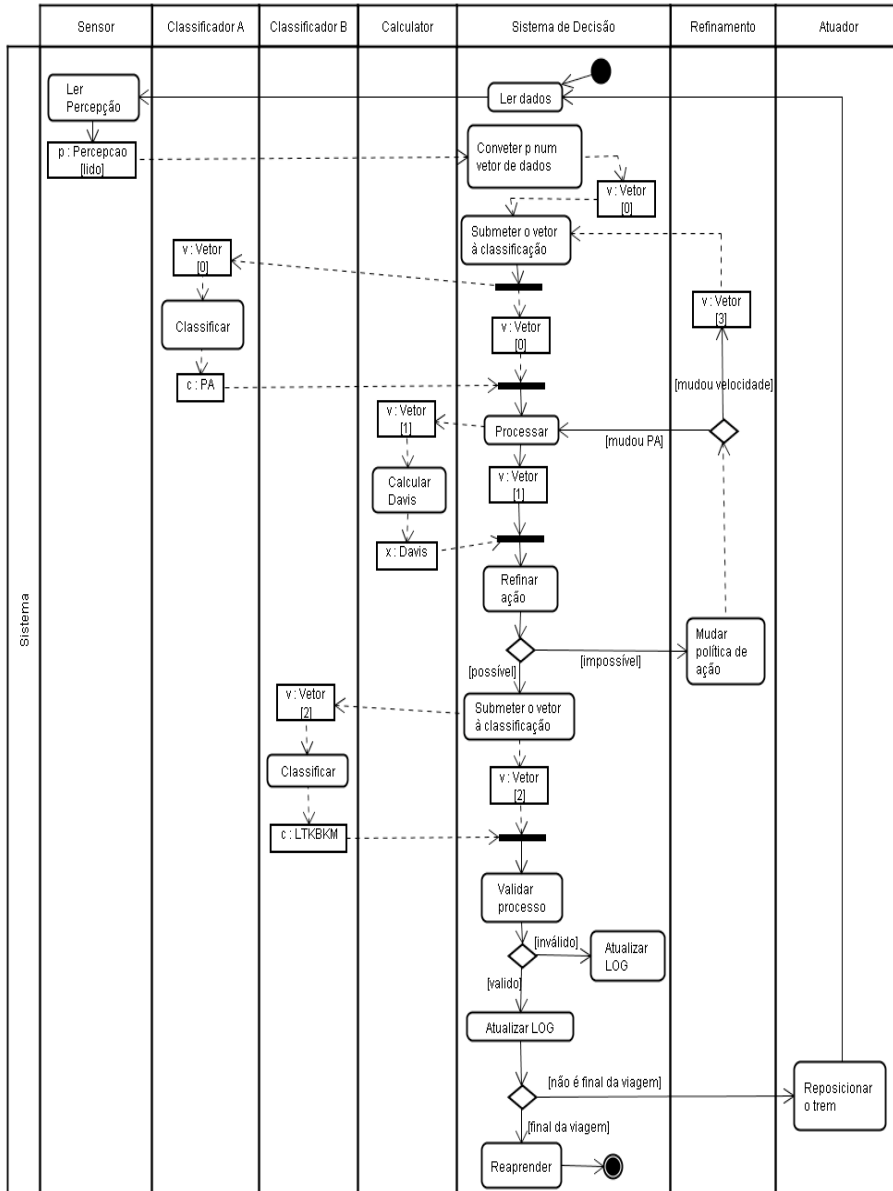 Sensor
Classificador A
Classificador B
Calculator
Sistema de Decisão
Refinamento
Atuador
Sistema
Ler
Percepção
Ler dados
p : Percepcao
[lido]
Conveter p num
vetor de dados
v : Vetor
[0]
Submeter o vetor
à classificação
v : Vetor
[0]
v : Vetor
[3]
Classificar
v : Vetor
[0]
c : PA
[mudou velocidade]
v : Vetor
[1]
Processar
[mudou PA]
Calcular
Davis
v : Vetor
[1]
x : Davis
Refinar
ação
Mudar
política de
ação
[possível]
[impossível]
v : Vetor
[2]
Submeter o vetor
à classificação
Classificar
v : Vetor
[2]
c : LTKBKM
Validar
processo
[inválido]
Atualizar
LOG
[valido]
Atualizar LOG
[não é final da viagem]
Reposicionar
o trem
[final da viagem]
Reaprender